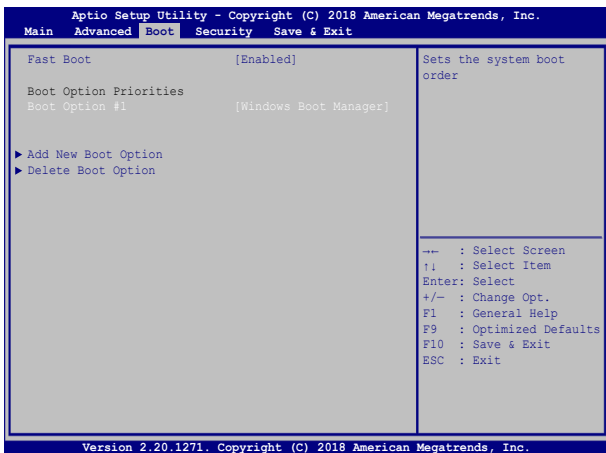 Aptio Setup Utility - Copyright (C) 2018 American Megatrends, Inc.
Main Advanced Boot Security Save & Exit
Fast Boot [Enabled]
Boot Option Priorities
Boot Option #1 [Windows Boot Manager]
▶ Add New Boot Option
▶ Delete Boot Option
Sets the system boot
order
→← : Select Screen
↑↓ : Select Item
Enter: Select
+/— : Change Opt.
F1 : General Help
F9 : Optimized Defaults
F10 : Save & Exit
ESC : Exit
Version 2.20.1271. Copyright (C) 2018 American Megatrends, Inc.